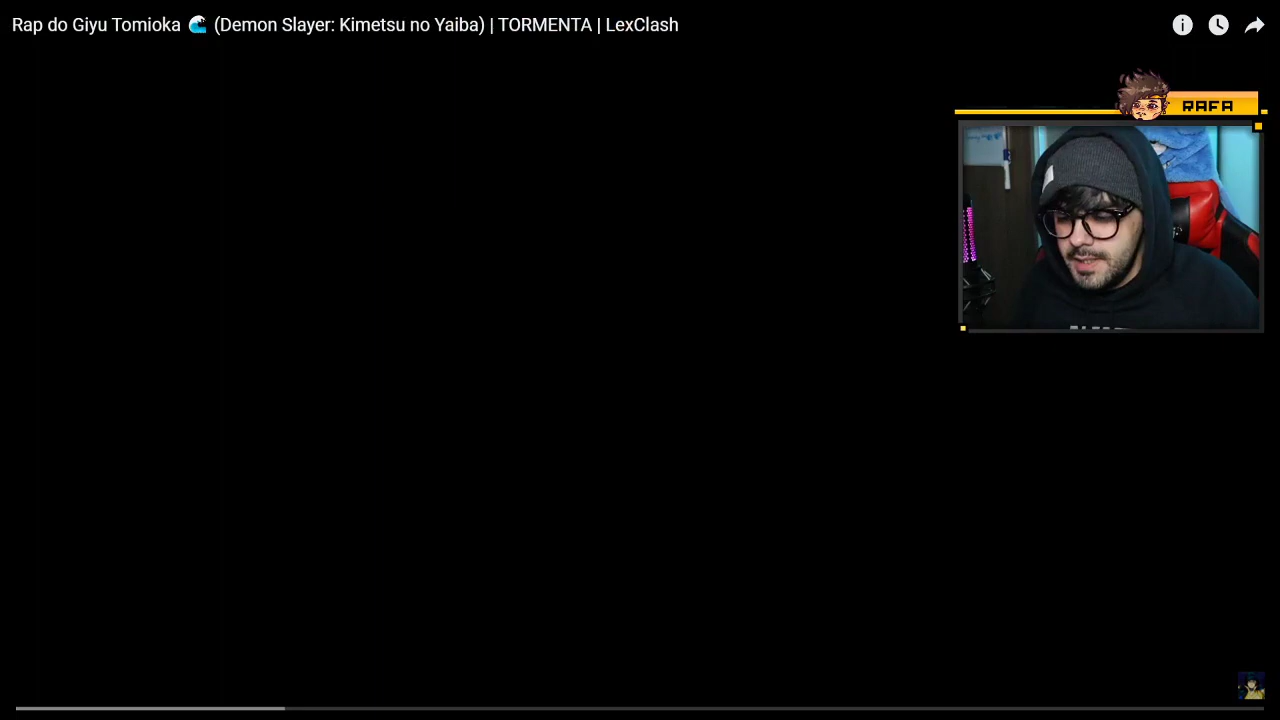 Rap do Giyu Tomioka 🌊 (Demon Slayer: Kimetsu no Yaiba) | TORMENTA | LexClash
RAFA